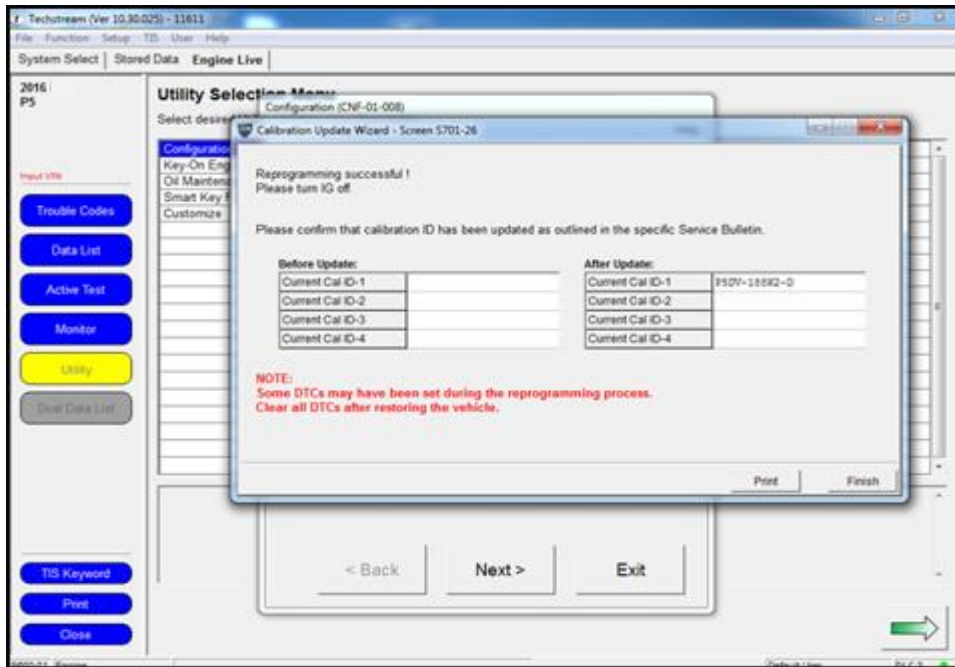 Techstream (Ver 10.30.025) - 11611
File Function Setup TIS User Help
System Select Stored Data Engine Live
2016
P5
Utility Selection Menu
Configuration (CNF-01-008)
Select desired
Calibration Update Wizard - Screen S701-26
Configuratio
Key-On Eng
Oil Maintena
Smart Key
Customize
Input VIN
Reprogramming successful !
Please turn IG off.
Please confirm that calibration ID has been updated as outlined in the specific Service Bulletin.
Before Update:
Current Cal ID-1
Current Cal ID-2
Current Cal ID-3
Current Cal ID-4
After Update:
Current Cal ID-1
Current Cal ID-2
Current Cal ID-3
Current Cal ID-4
NOTE:
Some DTCs may have been set during the reprogramming process.
Clear all DTCs after restoring the vehicle.
Print Finish
Trouble Codes
Data List
Active Test
Monitor
Utility
Dual Data List
< Back Next > Exit
TIS Keyword
Print
Close
Default User